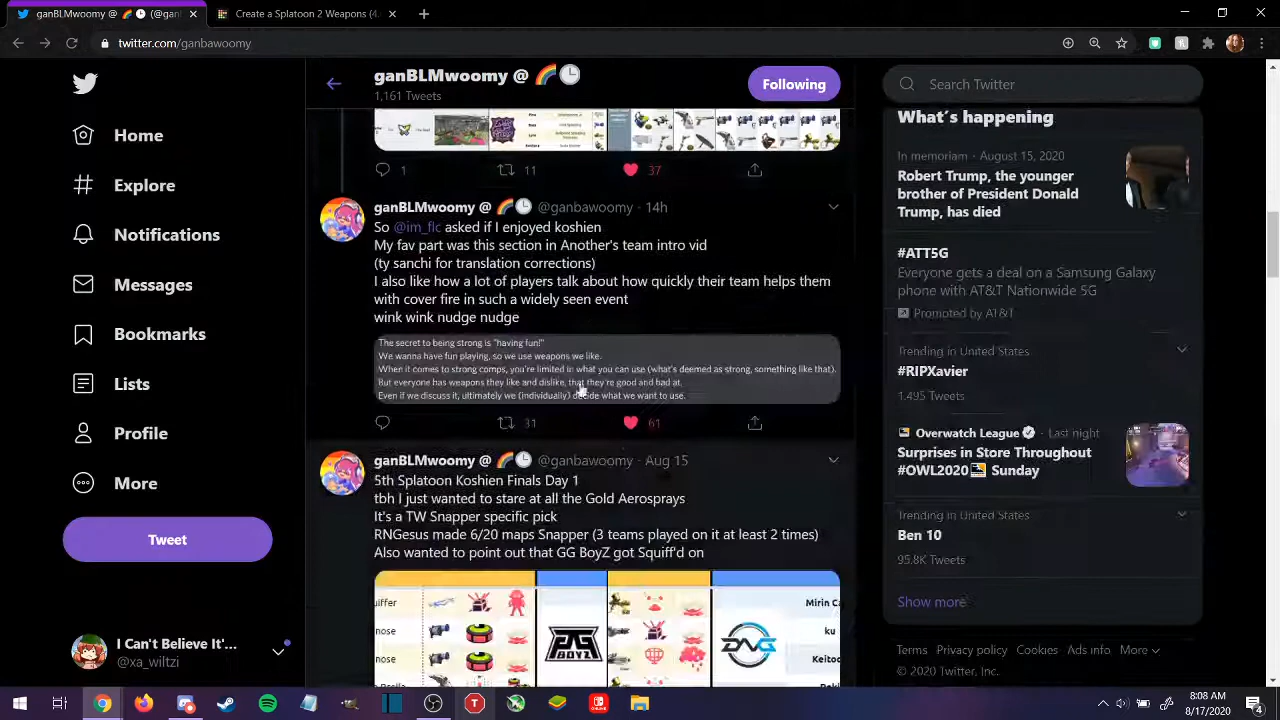 ganBLMwoomy @ 🌈🕒 (@gan
Create a Splatoon 2 Weapons (4.
twitter.com/ganbawoomy
ganBLMwoomy @ 🌈🕒
1,161 Tweets
Following
Search Twitter
Home
Explore
Notifications
Messages
Bookmarks
Lists
Profile
More
Tweet
I Can't Believe It'...
@xa_wiltzi
1
11
37
ganBLMwoomy @ 🌈🕒 @ganbawoomy · 14h
So @im_flc asked if I enjoyed koshien
My fav part was this section in Another's team intro vid
(ty sanchi for translation corrections)
I also like how a lot of players talk about how quickly their team helps them
with cover fire in such a widely seen event
wink wink nudge nudge
The secret to being strong is "having fun!"
We wanna have fun playing, so we use weapons we like.
When it comes to strong comps, you're limited in what you can use (what's deemed as strong, something like that).
But everyone has weapons they like and dislike, that they're good and bad at.
Even if we discuss it, ultimately we (individually) decide what we want to use.
31
61
ganBLMwoomy @ 🌈🕒 @ganbawoomy · Aug 15
5th Splatoon Koshien Finals Day 1
tbh I just wanted to stare at all the Gold Aerosprays
It's a TW Snapper specific pick
RNGesus made 6/20 maps Snapper (3 teams played on it at least 2 times)
Also wanted to point out that GG BoyZ got Squiff'd on
uiffer
nose
nose
GG
BOYZ
DNG
Mirin Ca
ku
Keitoo
What's happening
In memoriam · August 15, 2020
Robert Trump, the younger
brother of President Donald
Trump, has died
#ATT5G
Everyone gets a deal on a Samsung Galaxy
phone with AT&T Nationwide 5G
Promoted by AT&T
Trending in United States
#RIPXavier
1,495 Tweets
Overwatch League · Last night
Surprises in Store Throughout
#OWL2020 Sunday
Trending in United States
Ben 10
95.8K Tweets
Show more
Terms Privacy policy Cookies Ads info More
© 2020 Twitter, Inc.
8:08 AM
8/17/2020
4